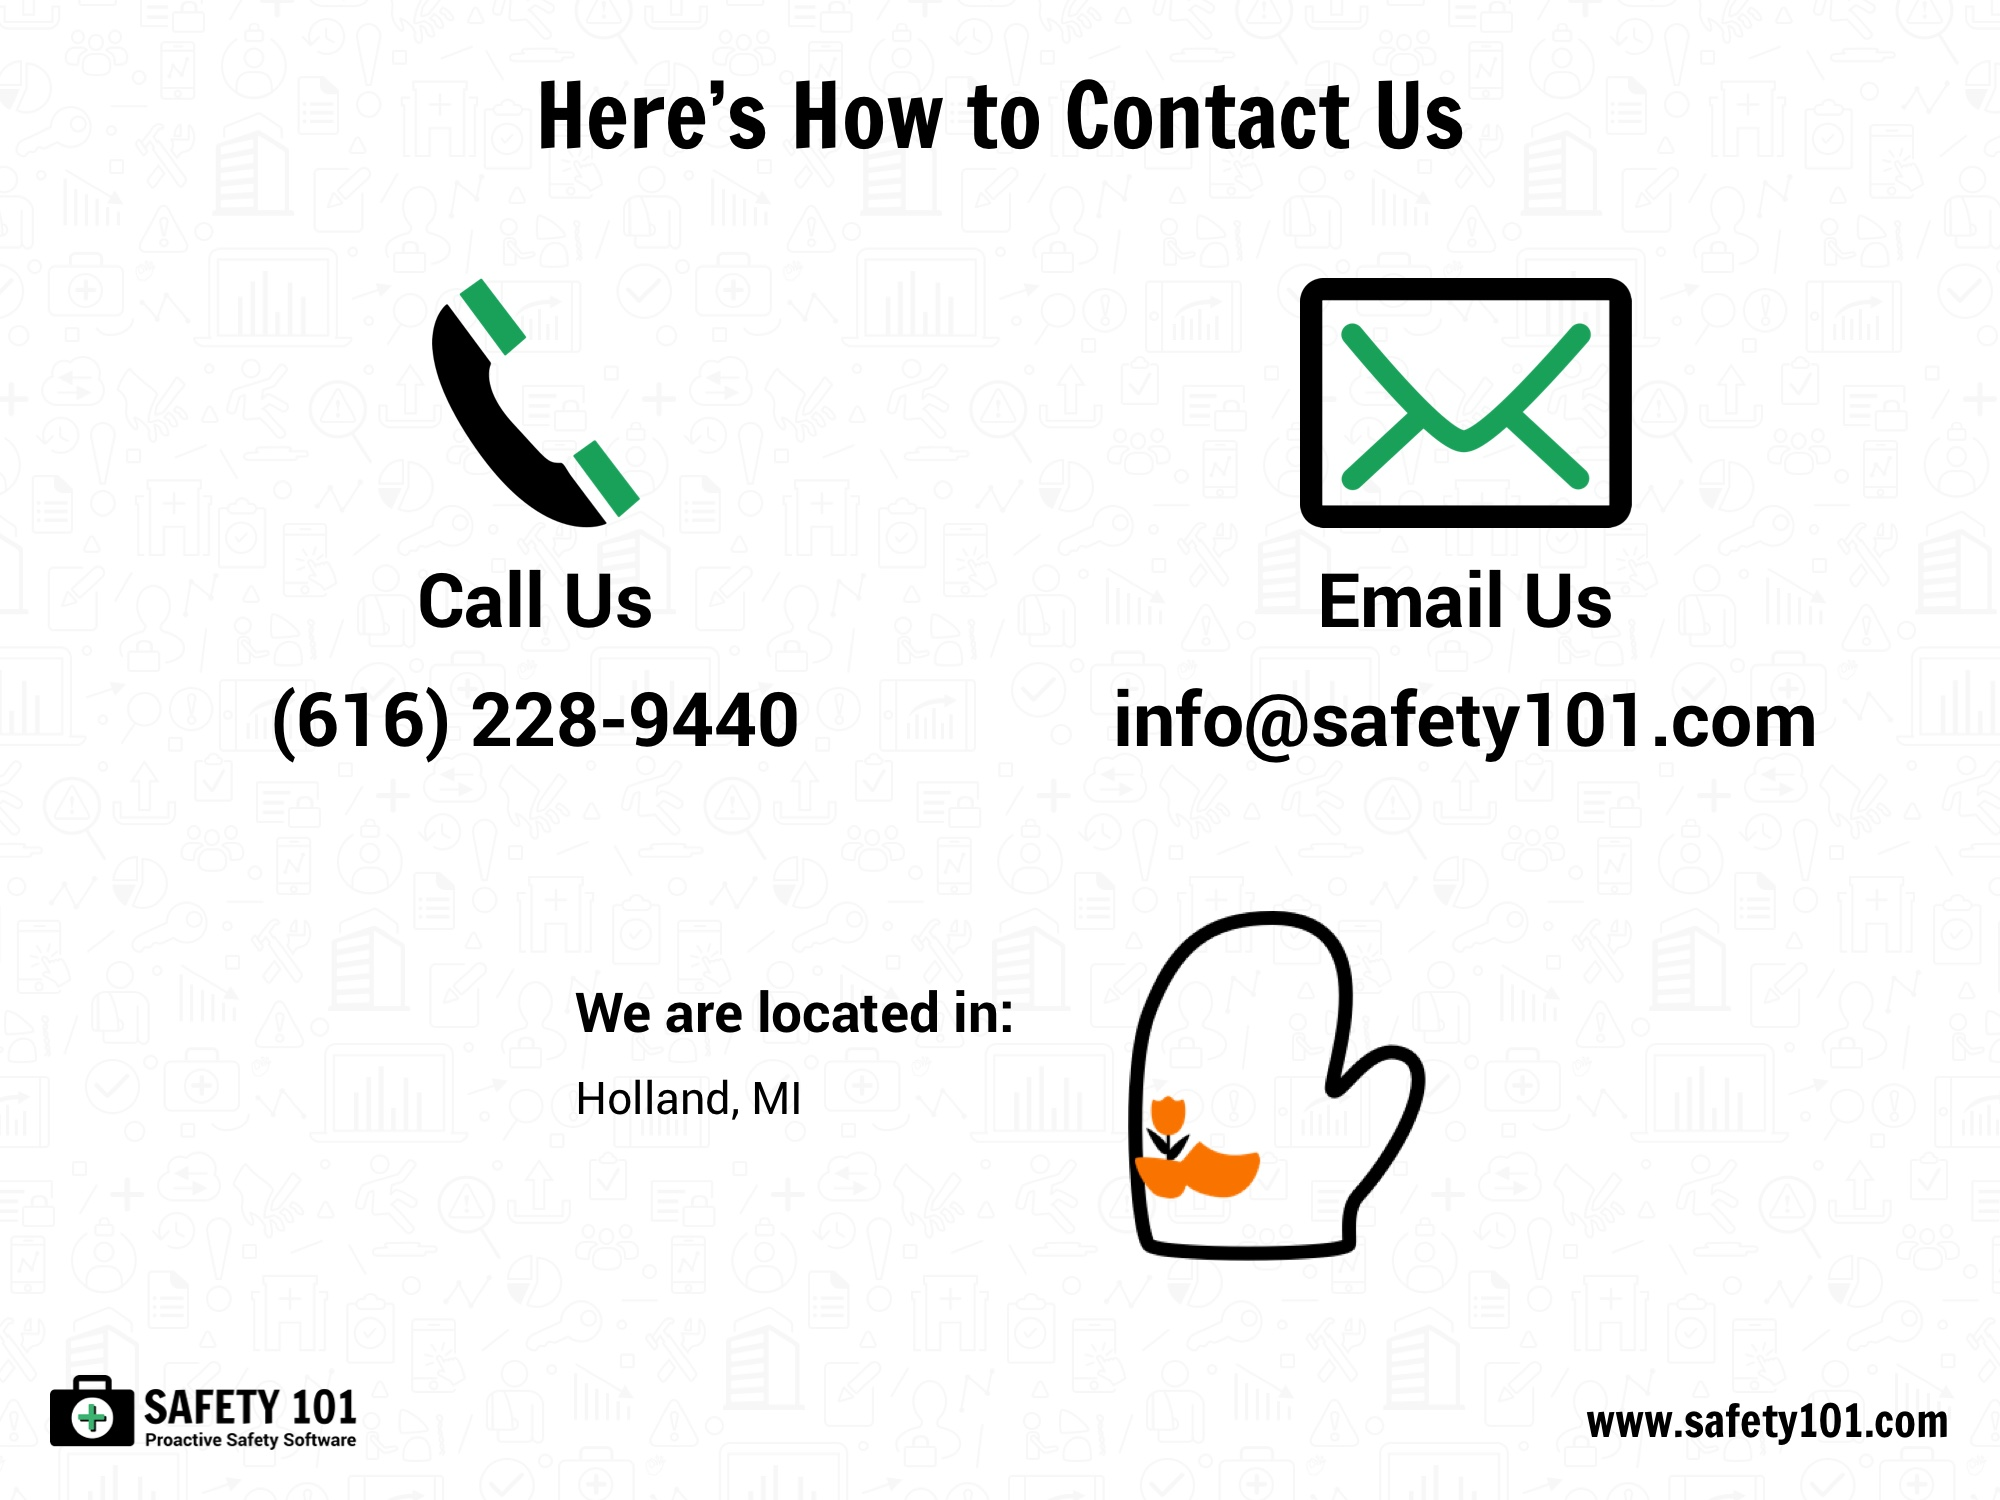 Here’s How to Contact Us
Call Us
(616) 228-9440
Email Us
info@safety101.com
We are located in:
Holland, MI
SAFETY 101
Proactive Safety Software
www.safety101.com